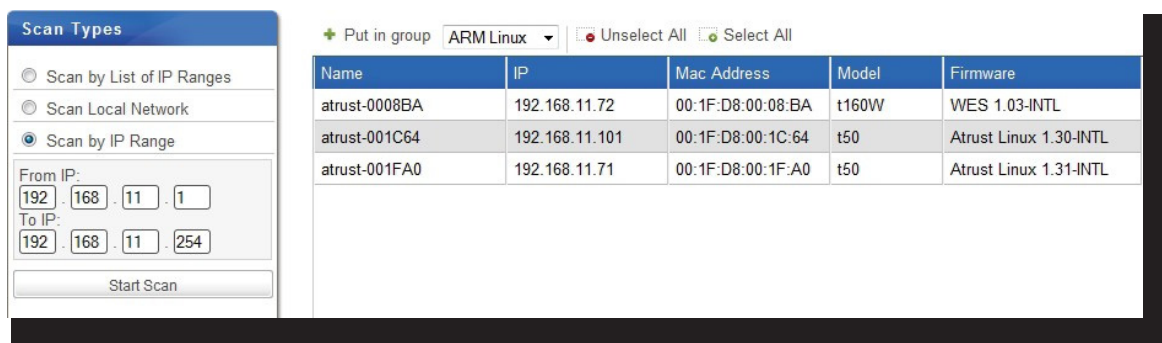 Scan Types
Scan by List of IP Ranges
Scan Local Network
Scan by IP Range
From IP:
192 . 168 . 11 . 1
To IP:
192 . 168 . 11 . 254
Start Scan
Put in group ARM Linux Unselect All Select All
Name IP Mac Address Model Firmware
atrust-0008BA 192.168.11.72 00:1F:D8:00:08:BA t160W WES 1.03-INTL
atrust-001C64 192.168.11.101 00:1F:D8:00:1C:64 t50 Atrust Linux 1.30-INTL
atrust-001FA0 192.168.11.71 00:1F:D8:00:1F:A0 t50 Atrust Linux 1.31-INTL